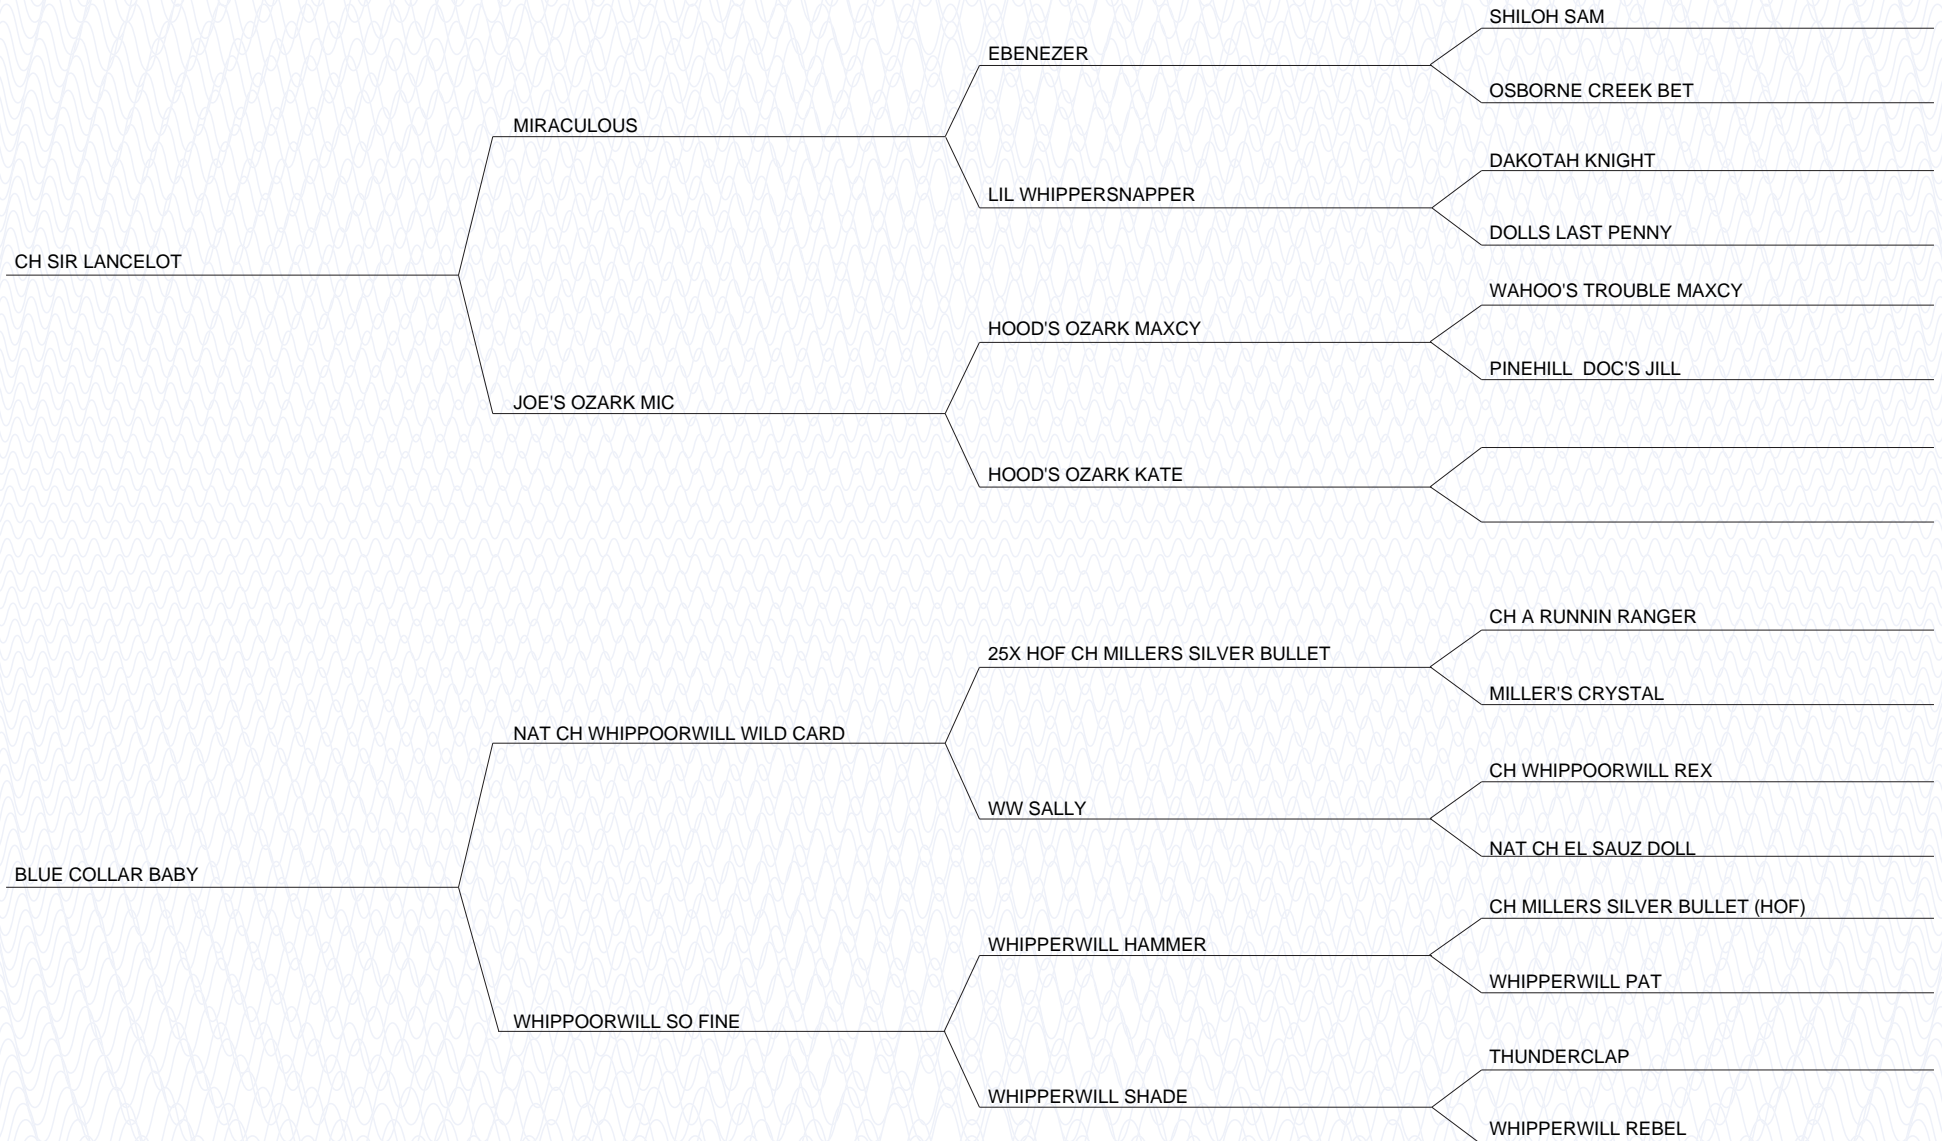 SHILOH SAM
EBENEZER
OSBORNE CREEK BET
MIRACULOUS
DAKOTAH KNIGHT
LIL WHIPPERSNAPPER
DOLLS LAST PENNY
CH SIR LANCELOT
WAHOO'S TROUBLE MAXCY
HOOD'S OZARK MAXCY
PINEHILL  DOC'S JILL
JOE'S OZARK MIC
HOOD'S OZARK KATE
CH A RUNNIN RANGER
25X HOF CH MILLERS SILVER BULLET
MILLER'S CRYSTAL
NAT CH WHIPPOORWILL WILD CARD
CH WHIPPOORWILL REX
WW SALLY
NAT CH EL SAUZ DOLL
BLUE COLLAR BABY
CH MILLERS SILVER BULLET (HOF)
WHIPPERWILL HAMMER
WHIPPERWILL PAT
WHIPPOORWILL SO FINE
THUNDERCLAP
WHIPPERWILL SHADE
WHIPPERWILL REBEL